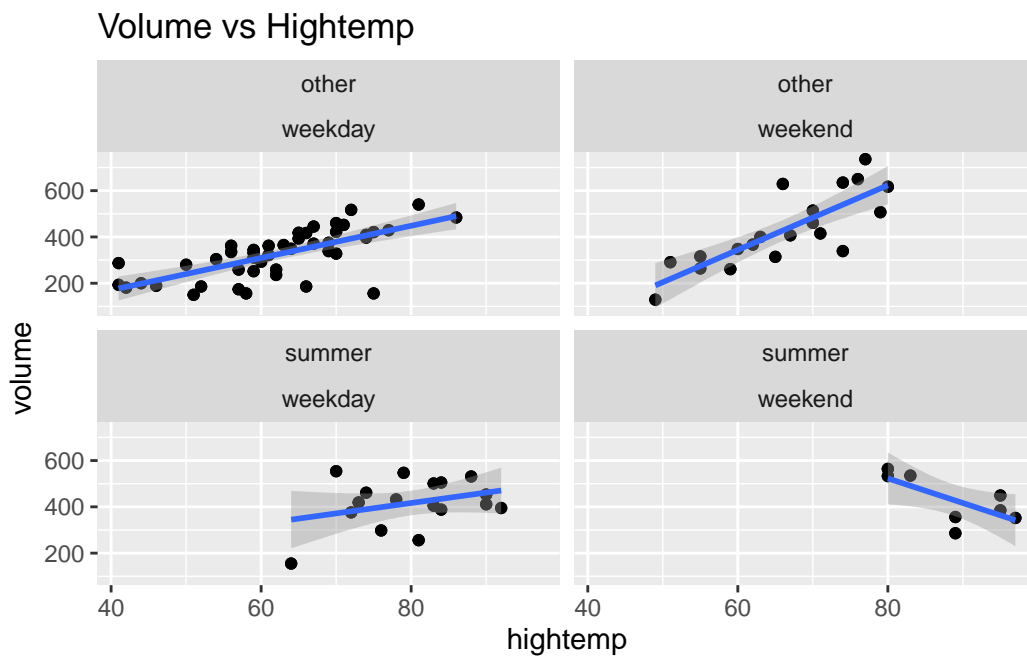 Volume vs Hightemp
other
weekday
other
weekend
600
400
200
summer
weekday
summer
weekend
600
400
200
40 60 80 40 60 80
hightemp
volume